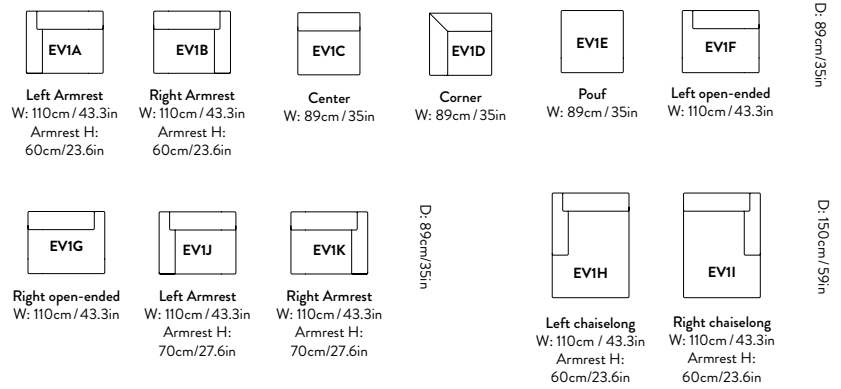 EV1A
Left Armrest
W: 110cm / 43.3in
Armrest H:
60cm/23.6in
EV1B
Right Armrest
W: 110cm / 43.3in
Armrest H:
60cm/23.6in
EV1C
Center
W: 89cm / 35in
EV1D
Corner
W: 89cm / 35in
EV1E
Pouf
W: 89cm / 35in
EV1F
Left open-ended
W: 110cm / 43.3in
D: 89cm/35in
EV1G
Right open-ended
W: 110cm / 43.3in
EV1J
Left Armrest
W: 110cm / 43.3in
Armrest H:
70cm/27.6in
EV1K
Right Armrest
W: 110cm / 43.3in
Armrest H:
70cm/27.6in
D: 89cm/35in
EV1H
Left chaiselong
W: 110cm / 43.3in
Armrest H:
60cm/23.6in
EV1I
Right chaiselong
W: 110cm / 43.3in
Armrest H:
60cm/23.6in
D: 150cm / 59in